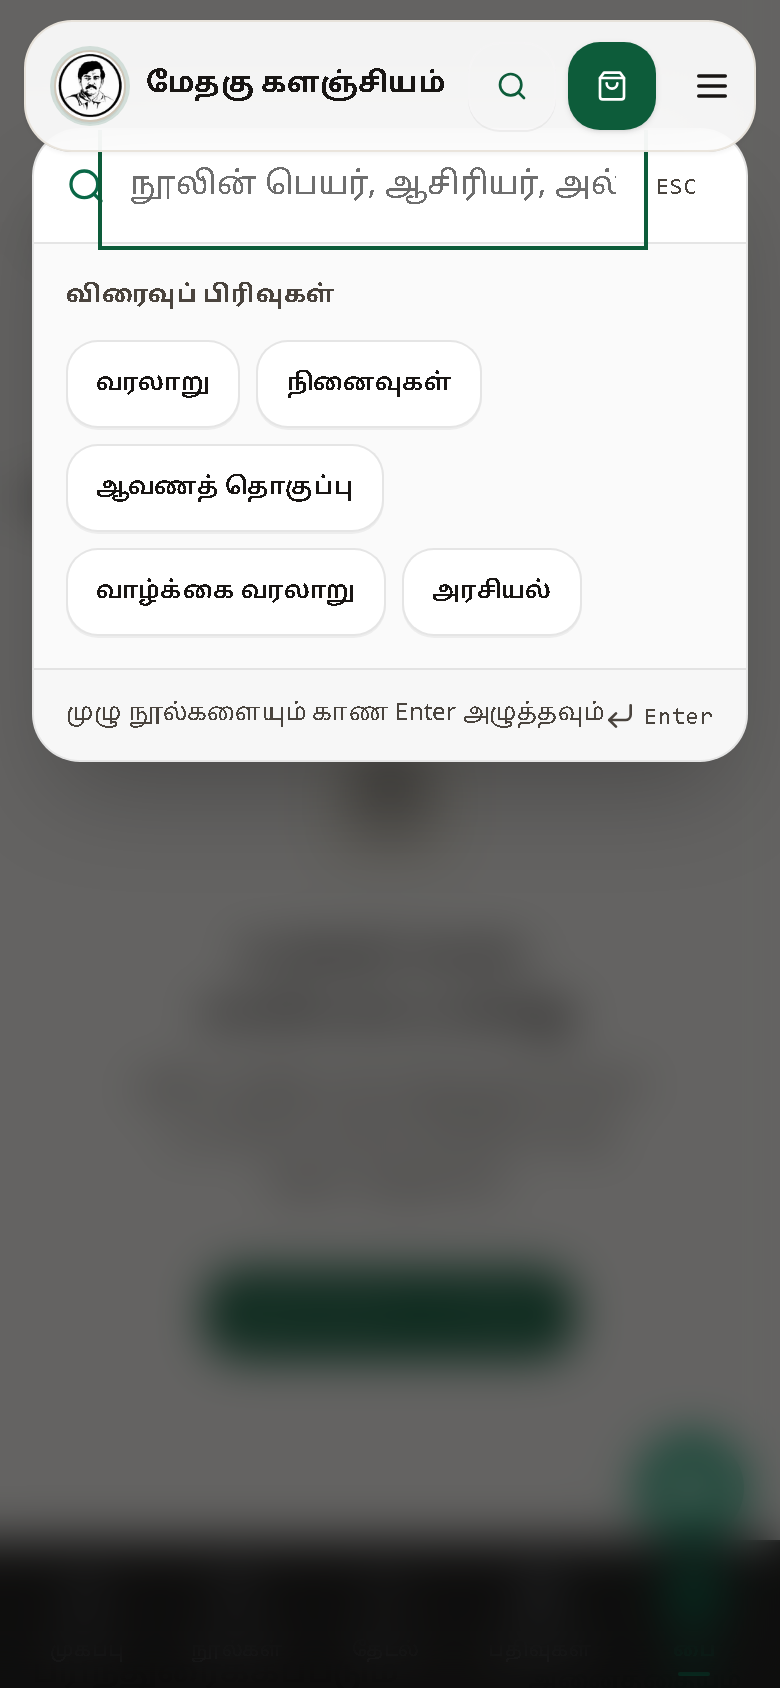 மேதகு களஞ்சியம்
நூலின் பெயர், ஆசிரியர், அல்
ESC
விரைவுப் பிரிவுகள்
வரலாறு
நினைவுகள்
ஆவணத் தொகுப்பு
வாழ்க்கை வரலாறு
அரசியல்
முழு நூல்களையும் காண Enter அழுத்தவும்
Enter